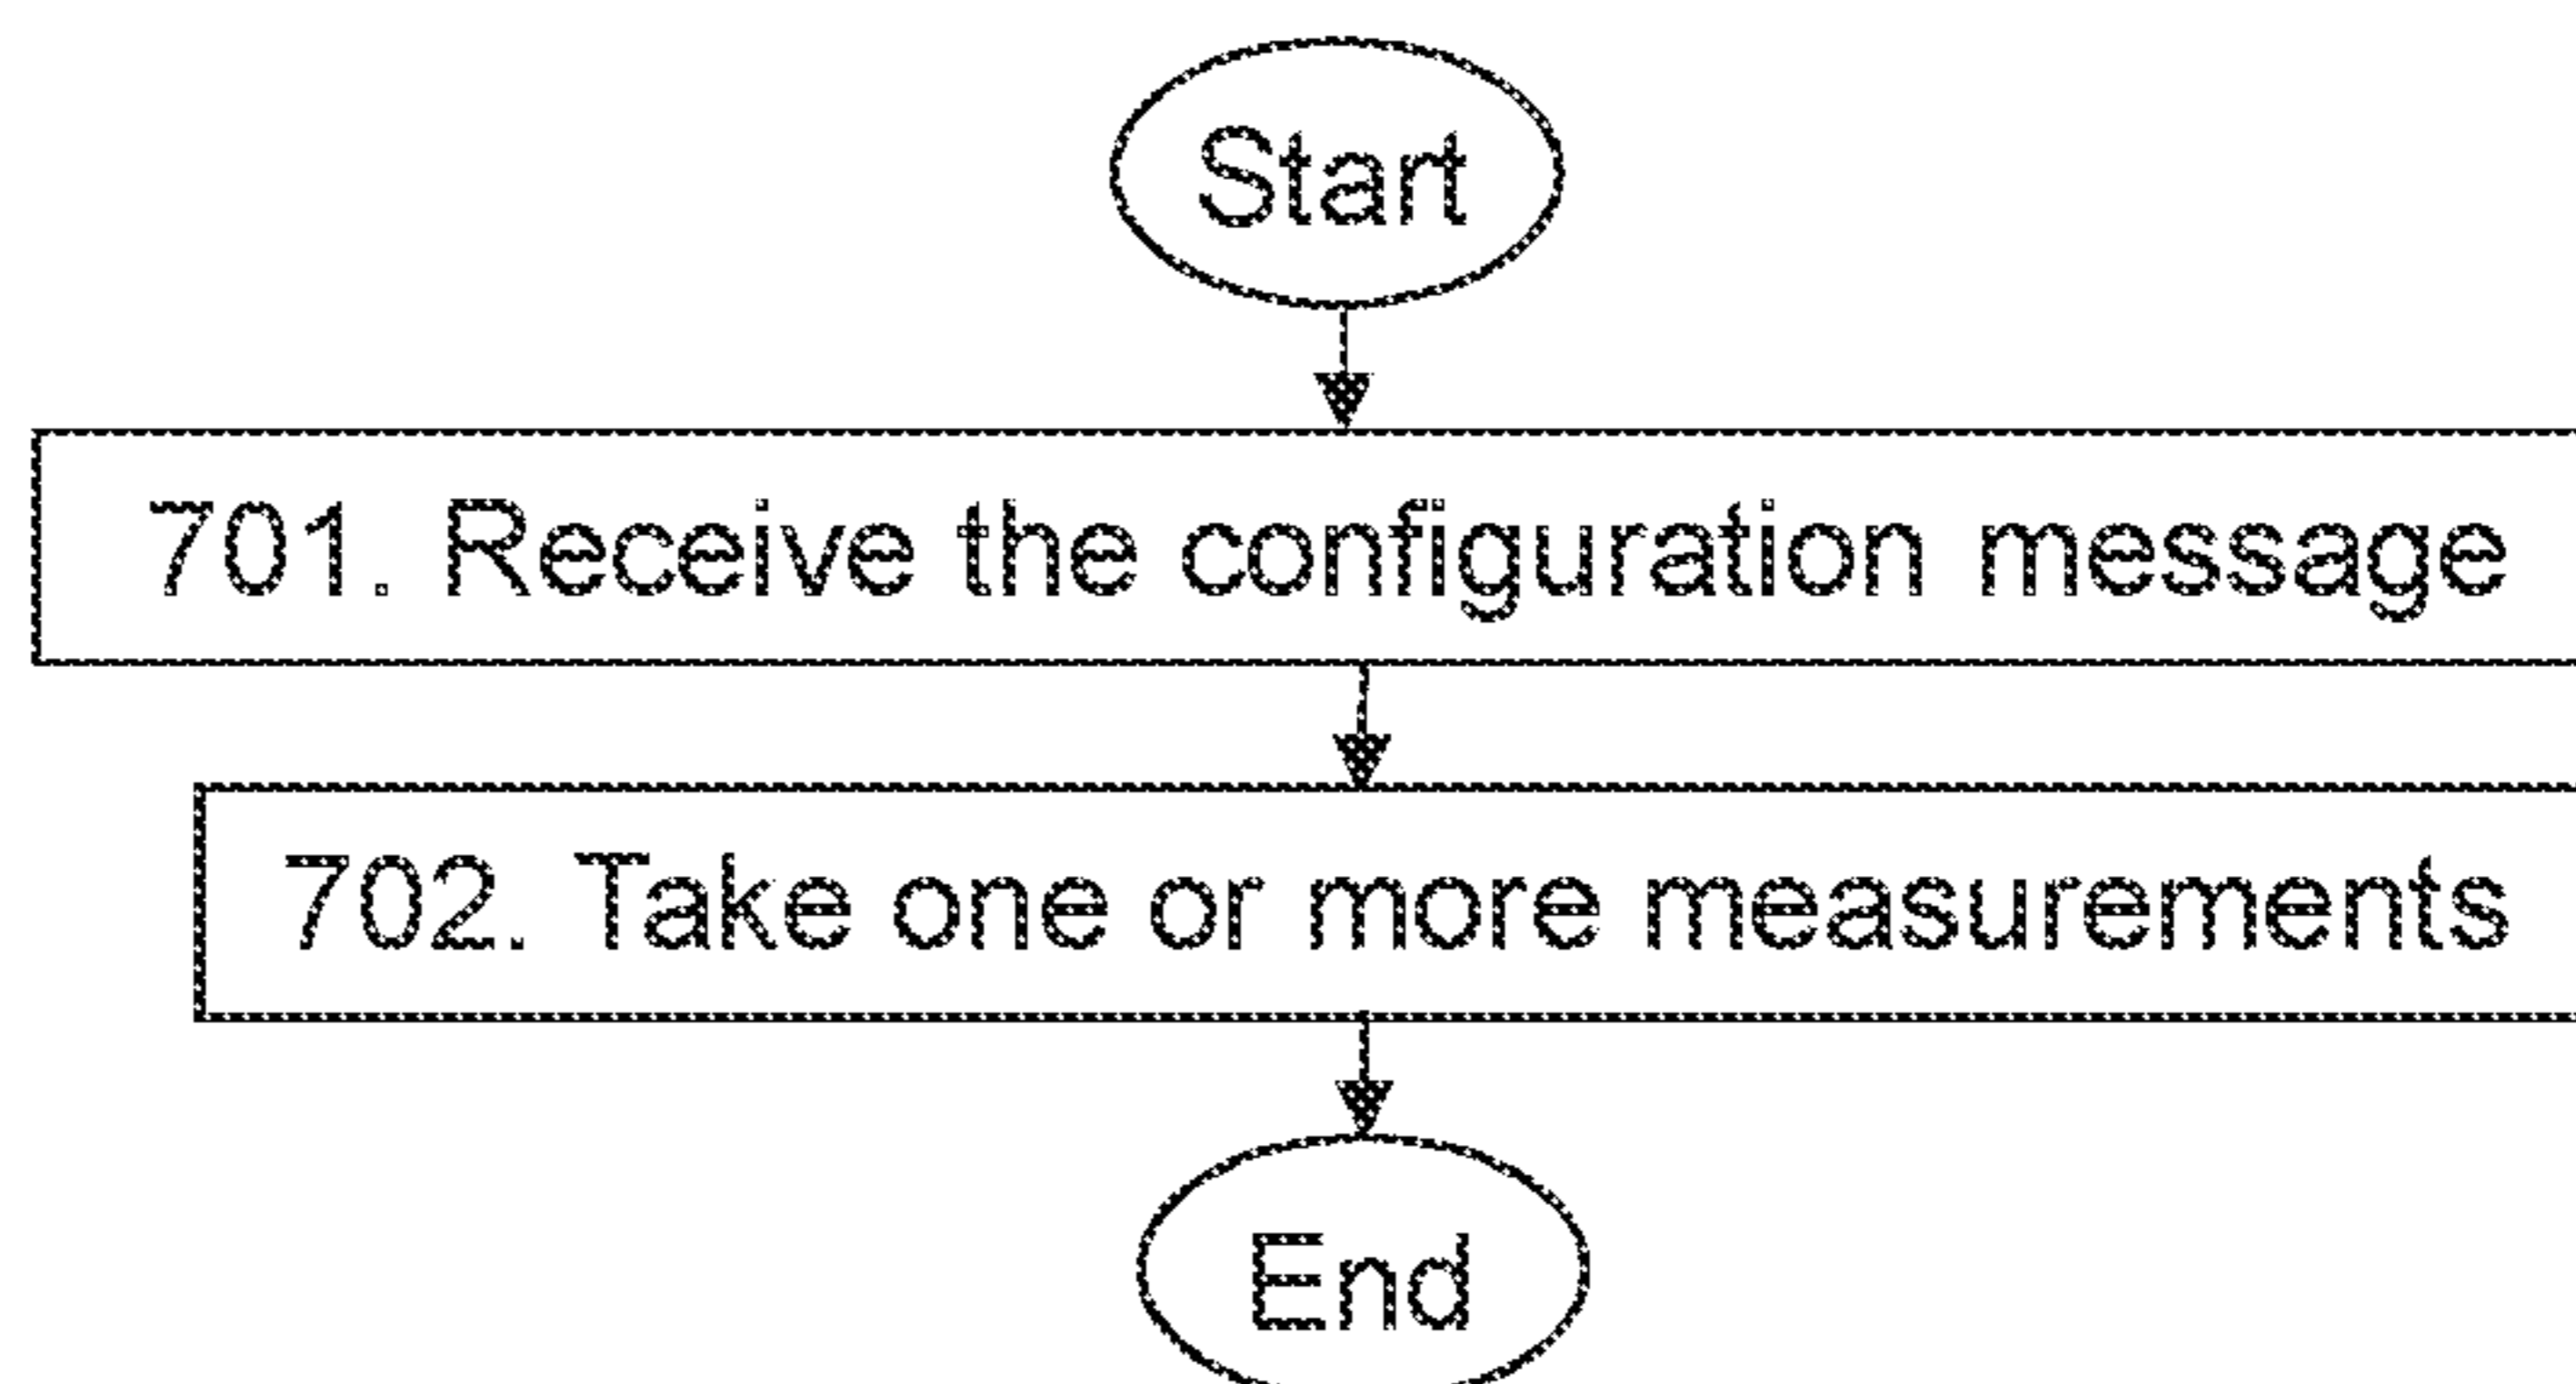 Start
701. Receive the configuration message
702. Take one or more measurements
End